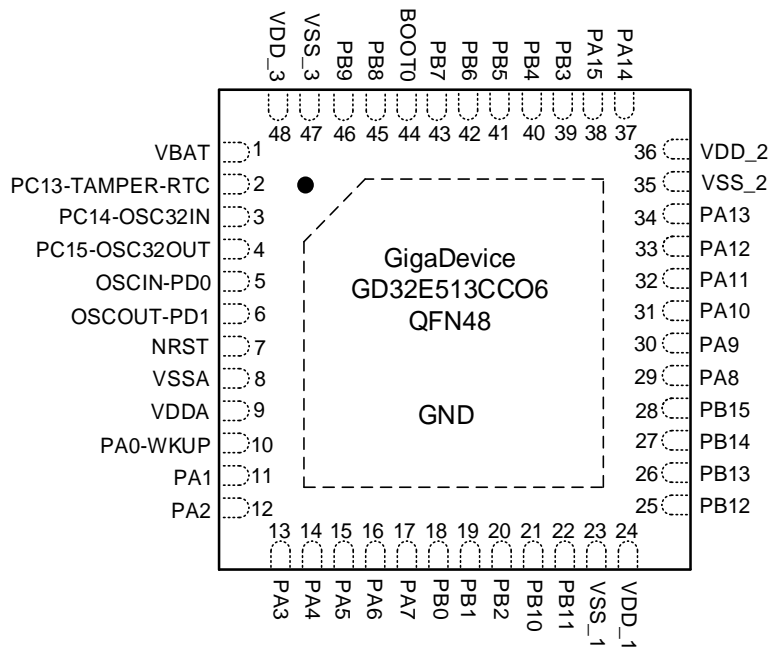 VDD_3
VSS_3
PB9
PB8
BOOT0
PB7
PB6
PB5
PB4
PB3
PA15
PA14
48
47
46
45
44
43
42
41
40
39
38
37
VBAT
1
PC13-TAMPER-RTC
2
PC14-OSC32IN
3
PC15-OSC32OUT
4
OSCIN-PD0
5
OSCOUT-PD1
6
NRST
7
VSSA
8
VDDA
9
PA0-WKUP
10
PA1
11
PA2
12
GigaDevice
GD32E513CCO6
QFN48
GND
36
VDD_2
35
VSS_2
34
PA13
33
PA12
32
PA11
31
PA10
30
PA9
29
PA8
28
PB15
27
PB14
26
PB13
25
PB12
13
14
15
16
17
18
19
20
21
22
23
24
PA3
PA4
PA5
PA6
PA7
PB0
PB1
PB2
PB10
PB11
VSS_1
VDD_1